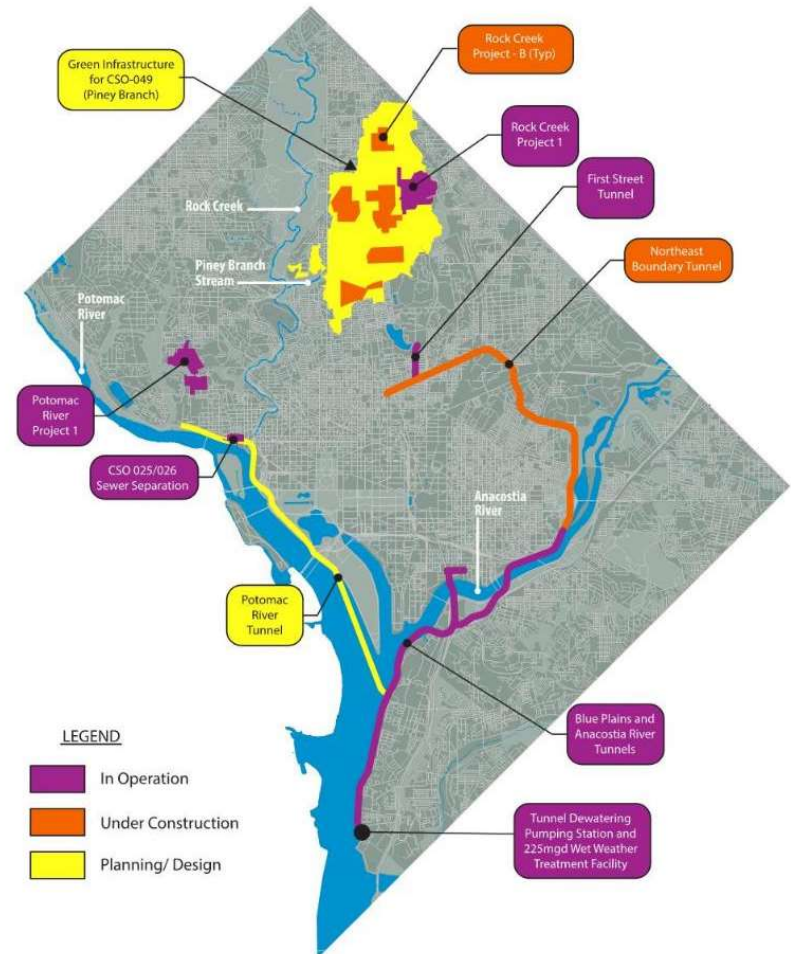 Green Infrastructure
for CSO-049
(Piney Branch)
Rock Creek
Project - B (Typ)
Rock Creek
Project 1
First Street
Tunnel
Rock Creek
Northeast
Boundary Tunnel
Piney Branch
Stream
Potomac
River
Potomac
River
Project 1
CSO 025/026
Sewer Separation
Anacostia
River
Potomac
River
Tunnel
Blue Plains and
Anacostia River
Tunnels
Tunnel Dewatering
Pumping Station and
225mgd Wet Weather
Treatment Facility
LEGEND
In Operation
Under Construction
Planning/ Design